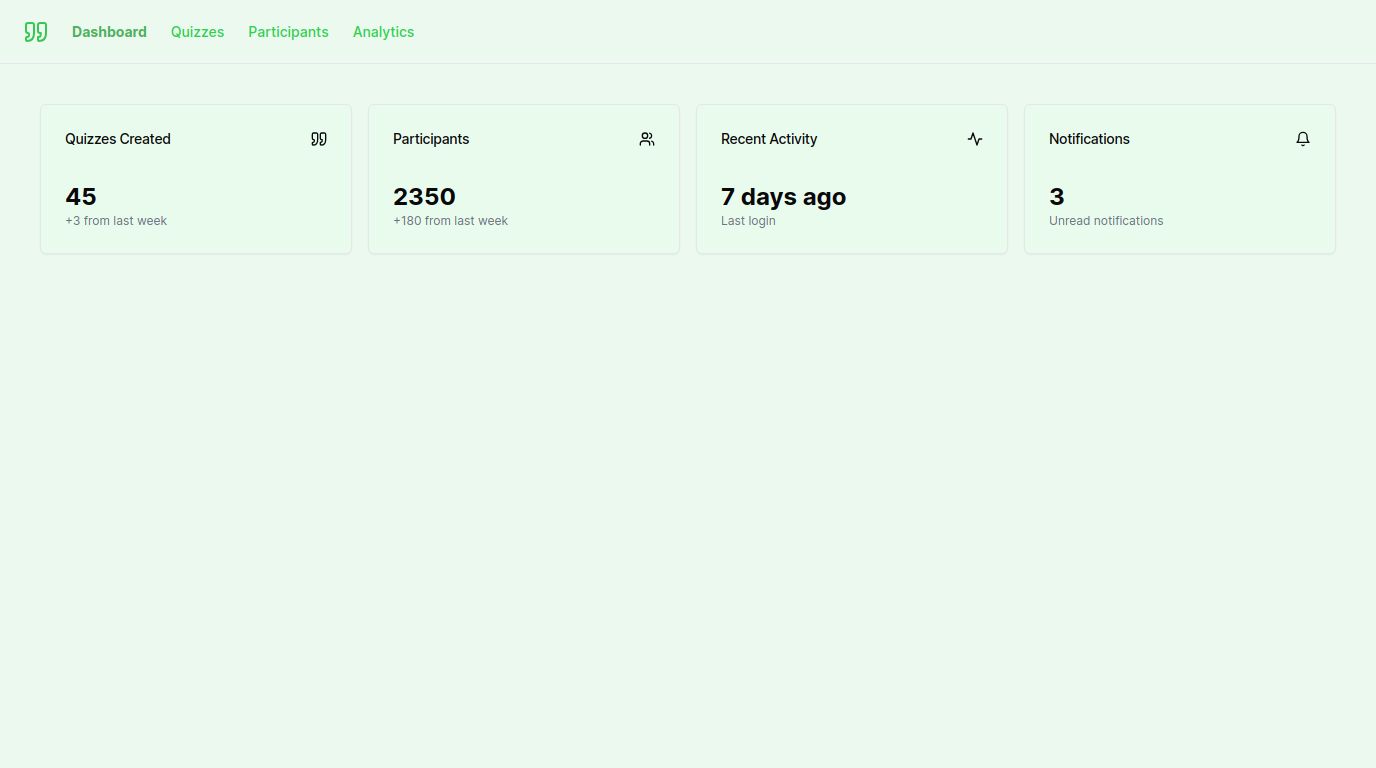 Dashboard Quizzes Participants Analytics
Quizzes Created
45
+3 from last week
Participants
2350
+180 from last week
Recent Activity
7 days ago
Last login
Notifications
3
Unread notifications